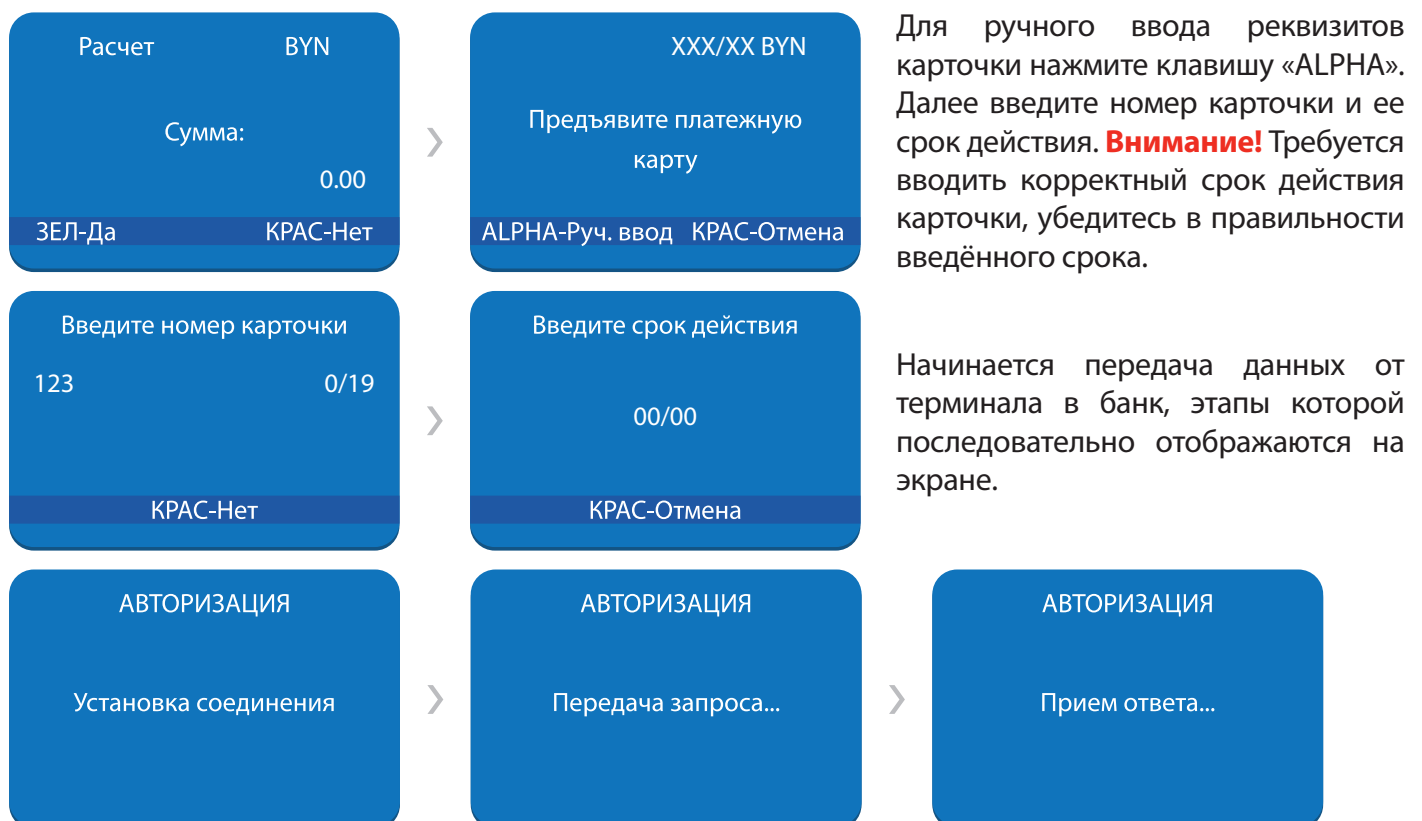 Расчет BYN
Сумма:
0.00
ЗЕЛ-Да КРАС-Нет
XXX/XX BYN
Предъявите платежную
карту
ALPHA-Руч. ввод КРАС-Отмена
Для ручного ввода реквизитов
карточки нажмите клавишу «ALPHA».
Далее введите номер карточки и ее
срок действия. Внимание! Требуется
вводить корректный срок действия
карточки, убедитесь в правильности
введённого срока.
Введите номер карточки
123 0/19
КРАС-Нет
Введите срок действия
00/00
КРАС-Отмена
Начинается передача данных от
терминала в банк, этапы которой
последовательно отображаются на
экране.
АВТОРИЗАЦИЯ
Установка соединения
АВТОРИЗАЦИЯ
Передача запроса...
АВТОРИЗАЦИЯ
Прием ответа...